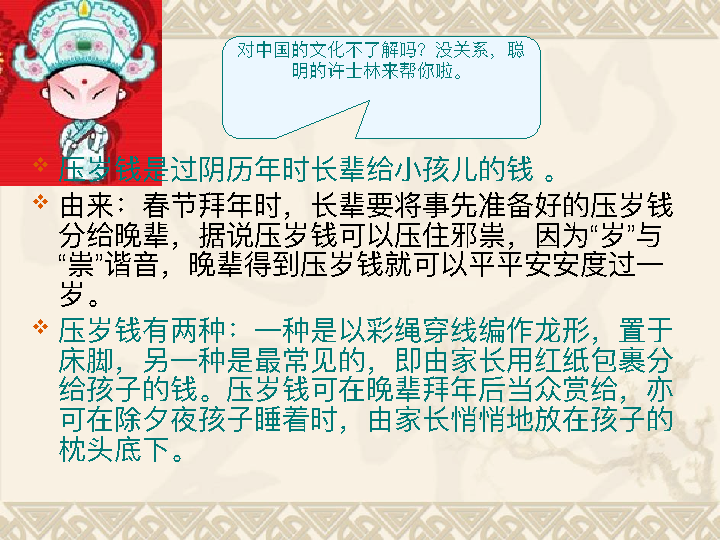 对中国的文化不了解吗？没关系，聪
明的许士林来帮你啦。
压岁钱是过阴历年时长辈给小孩儿的钱 。
由来：春节拜年时，长辈要将事先准备好的压岁钱
分给晚辈，据说压岁钱可以压住邪祟，因为“岁”与
“祟”谐音，晚辈得到压岁钱就可以平平安安度过一
岁。
压岁钱有两种：一种是以彩绳穿线编作龙形，置于
床脚，另一种是最常见的，即由家长用红纸包裹分
给孩子的钱。压岁钱可在晚辈拜年后当众赏给，亦
可在除夕夜孩子睡着时，由家长悄悄地放在孩子的
枕头底下。